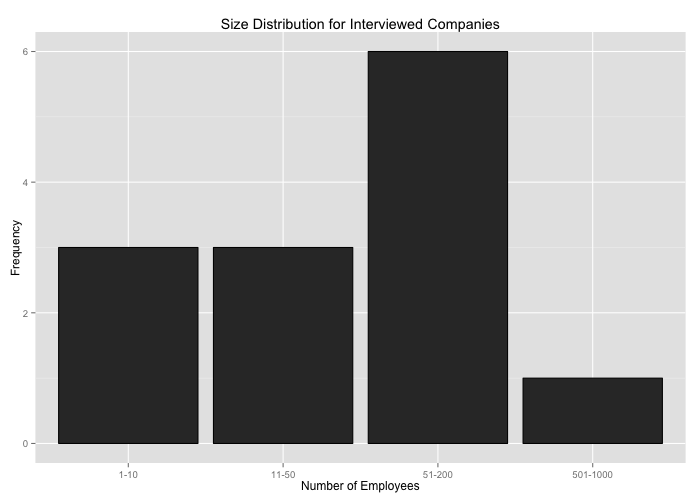 Size Distribution for Interviewed Companies
Frequency
6
4
2
0
1-10 11-50 51-200 501-1000
Number of Employees